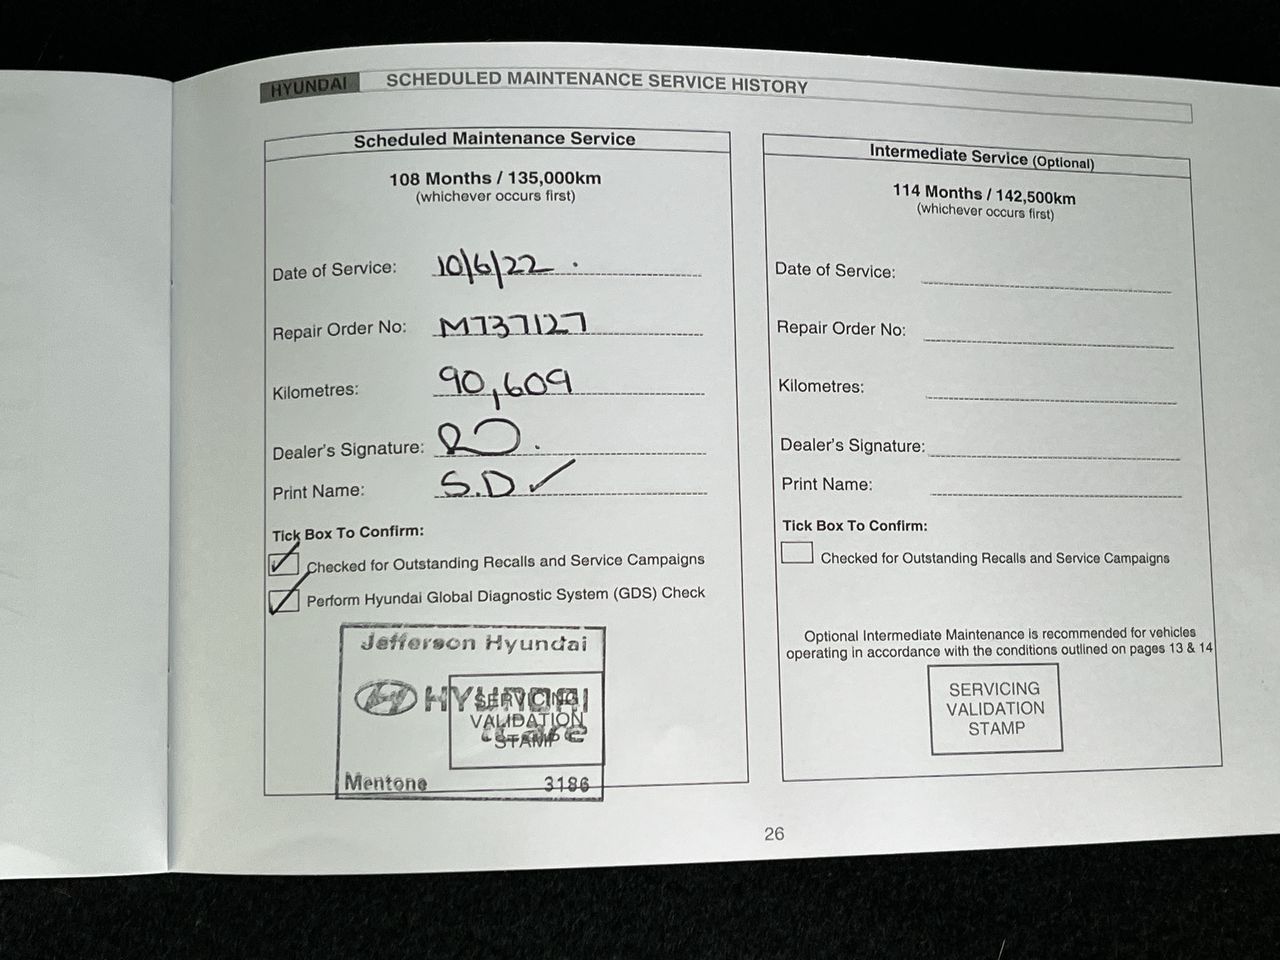 HYUNDAI SCHEDULED MAINTENANCE SERVICE HISTORY
Scheduled Maintenance Service
108 Months / 135,000km
(whichever occurs first)
Date of Service: 10/6/22
Repair Order No: M737127
Kilometres: 90,609
Dealer's Signature:
Print Name: S.D
Tick Box To Confirm:
Checked for Outstanding Recalls and Service Campaigns
Perform Hyundai Global Diagnostic System (GDS) Check
Jefferson Hyundai
HYUNDAI
SERVICING
VALIDATION
STAMP
Mentone 3186
Intermediate Service (Optional)
114 Months / 142,500km
(whichever occurs first)
Date of Service:
Repair Order No:
Kilometres:
Dealer's Signature:
Print Name:
Tick Box To Confirm:
Checked for Outstanding Recalls and Service Campaigns
Optional Intermediate Maintenance is recommended for vehicles
operating in accordance with the conditions outlined on pages 13 & 14
SERVICING
VALIDATION
STAMP
26